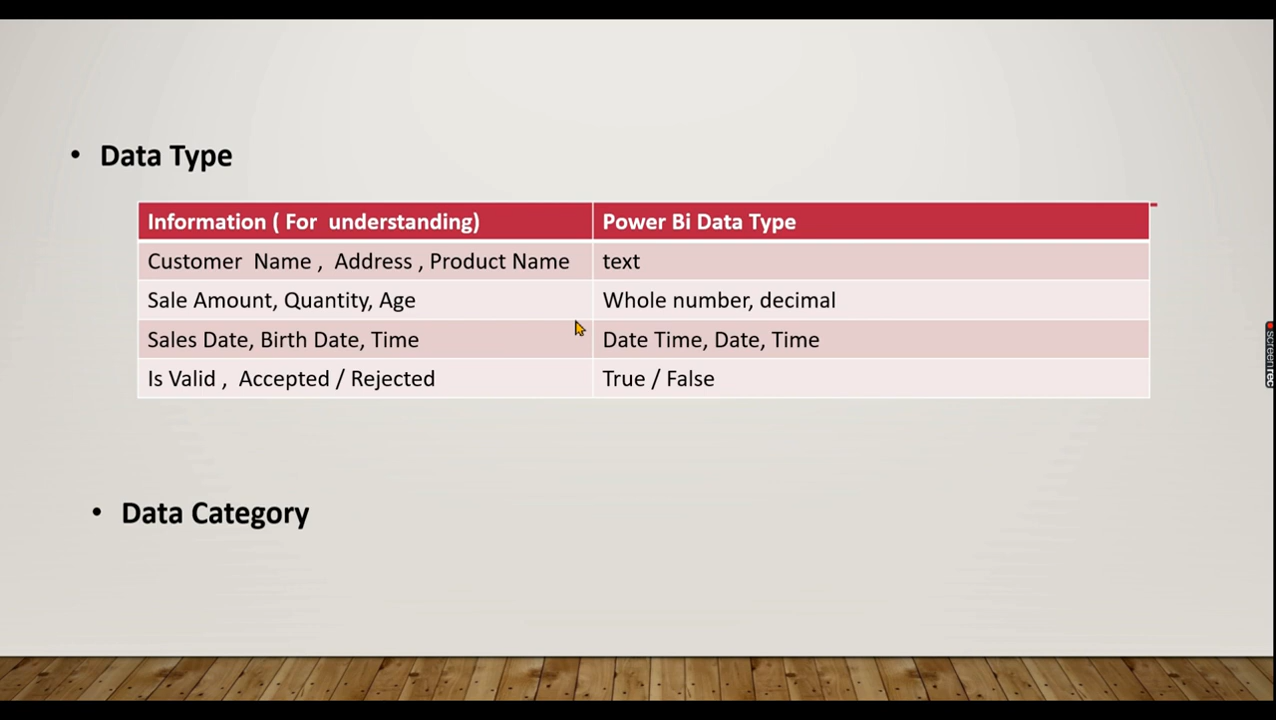 • Data Type
Information ( For understanding) Power Bi Data Type
Customer Name , Address , Product Name text
Sale Amount, Quantity, Age Whole number, decimal
Sales Date, Birth Date, Time Date Time, Date, Time
Is Valid , Accepted / Rejected True / False
• Data Category
screenrec